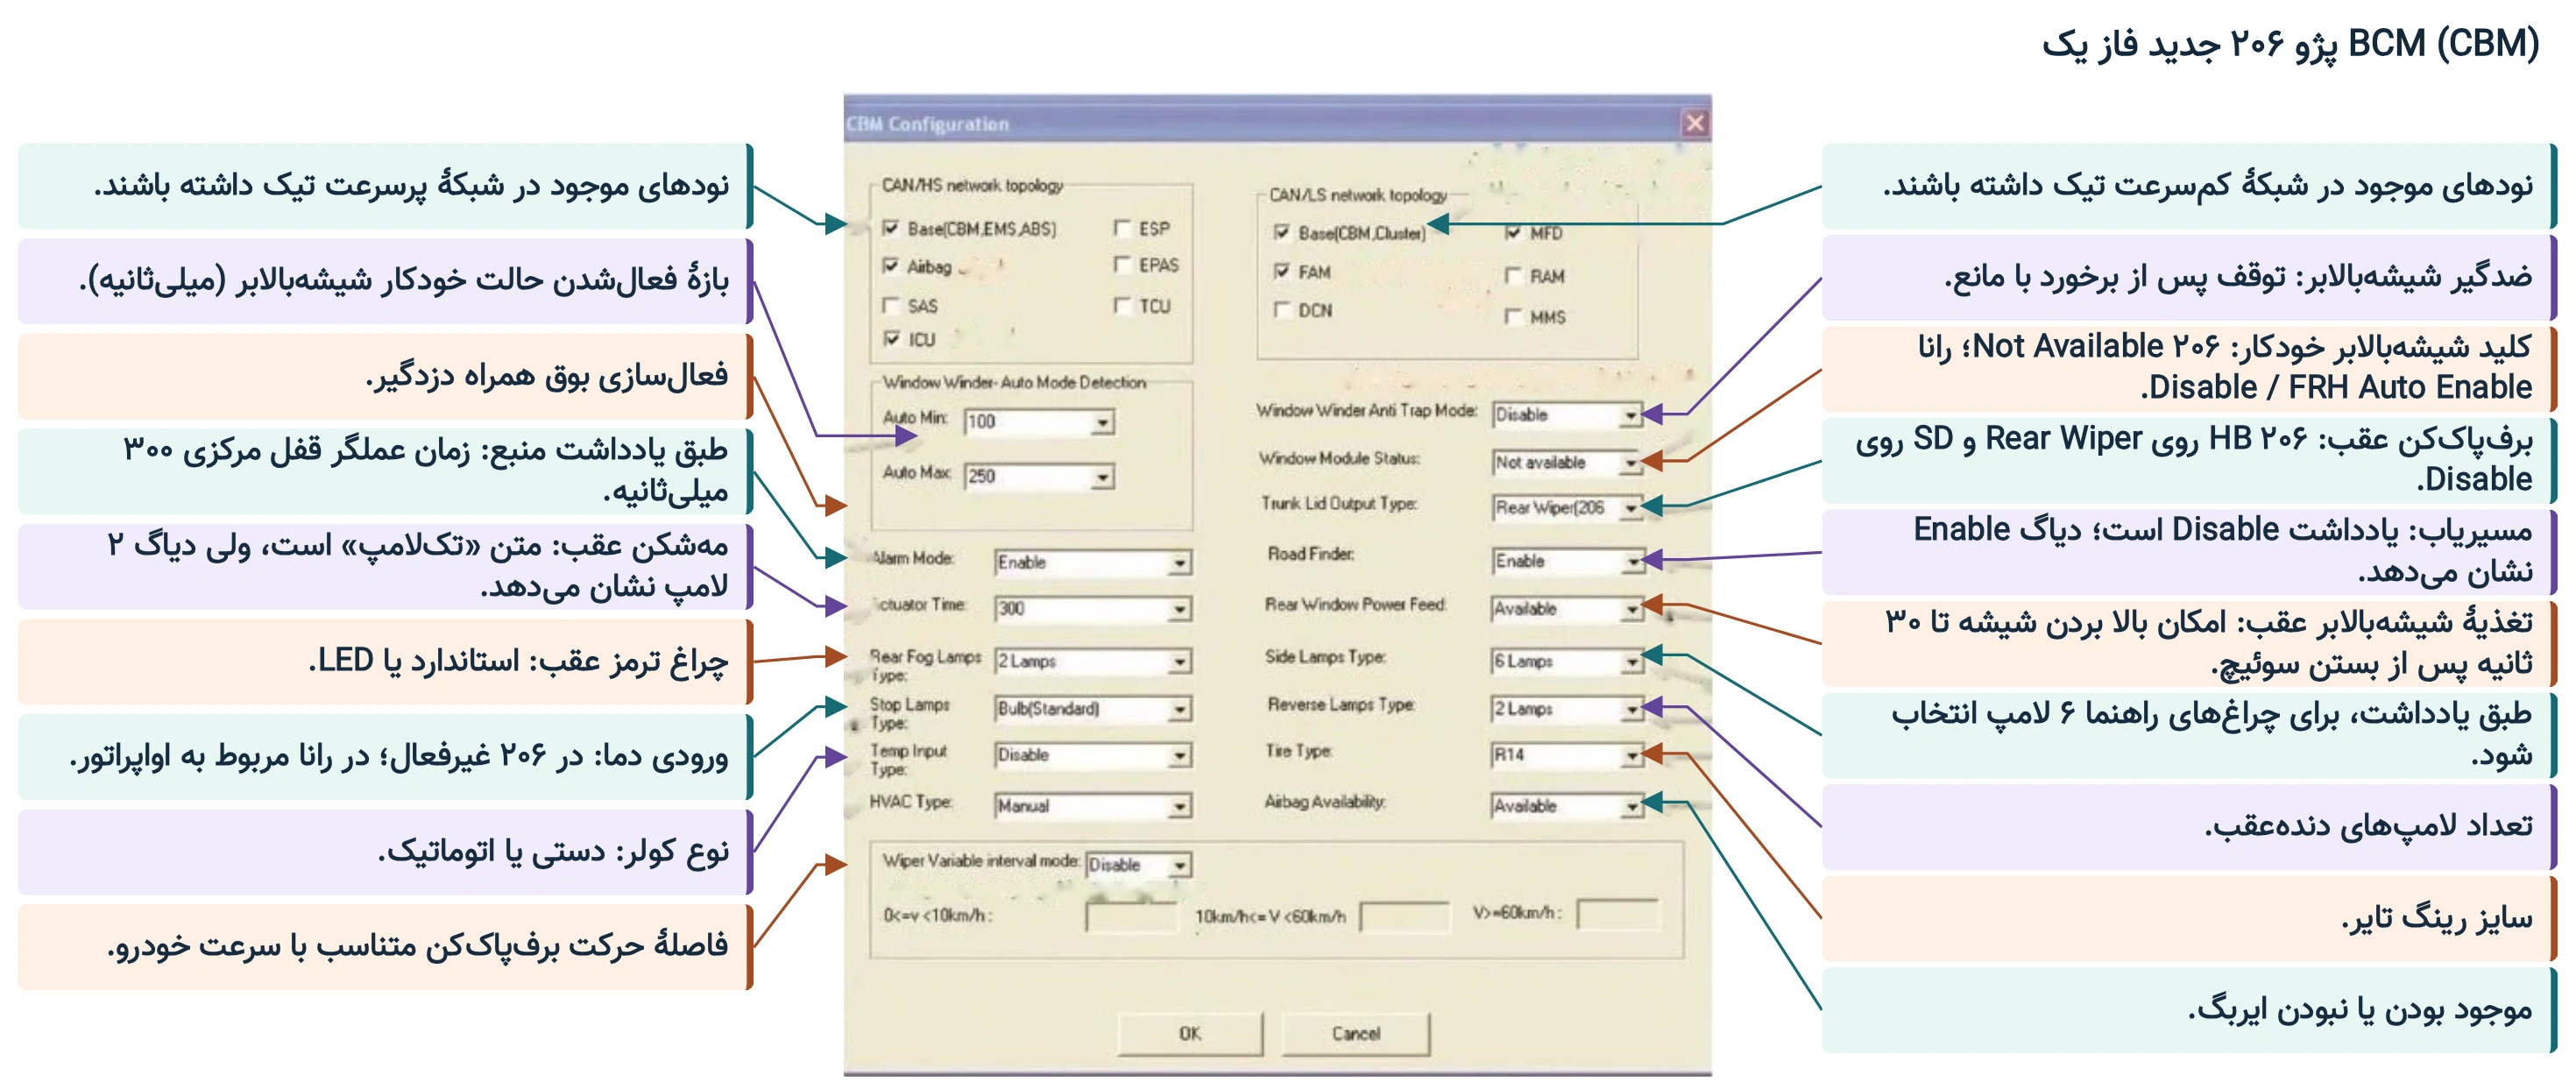 BCM (CBM) پژو ۲۰۶ جدید فاز یک
نودهای موجود در شبکهٔ کم‌سرعت تیک داشته باشند.
ضدگیر شیشه‌بالابر: توقف پس از برخورد با مانع.
کلید شیشه‌بالابر خودکار: ۲۰۶ Not Available؛ رانا
Disable / FRH Auto Enable.
برف‌پاک‌کن عقب: ۲۰۶ HB روی Rear Wiper و SD روی
Disable.
مسیریاب: یادداشت Disable است؛ دیاگ Enable
نشان می‌دهد.
تغذیهٔ شیشه‌بالابر عقب: امکان بالا بردن شیشه تا ۳۰
ثانیه پس از بستن سوئیچ.
طبق یادداشت، برای چراغ‌های راهنما ۶ لامپ انتخاب
شود.
تعداد لامپ‌های دنده‌عقب.
سایز رینگ تایر.
موجود بودن یا نبودن ایربگ.
CBM Configuration
CAN/HS network topology
Base(CBM,EMS,ABS)
ESP
Airbag
EPAS
SAS
TCU
ICU
CAN/LS network topology
Base(CBM,Cluster)
MFD
FAM
RAM
DCN
MMS
Window Winder- Auto Mode Detection
Auto Min: 100
Auto Max: 250
Window Winder Anti Trap Mode: Disable
Window Module Status: Not available
Trunk Lid Output Type: Rear Wiper(206
Alarm Mode: Enable
Road Finder: Enable
Actuator Time: 300
Rear Window Power Feed: Available
Rear Fog Lamps Type: 2 Lamps
Side Lamps Type: 6 Lamps
Stop Lamps Type: Bulb(Standard)
Reverse Lamps Type: 2 Lamps
Temp Input Type: Disable
Tire Type: R14
HVAC Type: Manual
Airbag Availability: Available
Wiper Variable interval mode: Disable
0<=v <10km/h :
10km/h<= V <60km/h
V>=60km/h :
OK
Cancel
نودهای موجود در شبکهٔ پرسرعت تیک داشته باشند.
بازهٔ فعال‌شدن حالت خودکار شیشه‌بالابر (میلی‌ثانیه).
فعال‌سازی بوق همراه دزدگیر.
طبق یادداشت منبع: زمان عملگر قفل مرکزی ۳۰۰
میلی‌ثانیه.
مه‌شکن عقب: متن «تک‌لامپ» است، ولی دیاگ ۲
لامپ نشان می‌دهد.
چراغ ترمز عقب: استاندارد یا LED.
ورودی دما: در ۲۰۶ غیرفعال؛ در رانا مربوط به اواپراتور.
نوع کولر: دستی یا اتوماتیک.
فاصلهٔ حرکت برف‌پاک‌کن متناسب با سرعت خودرو.